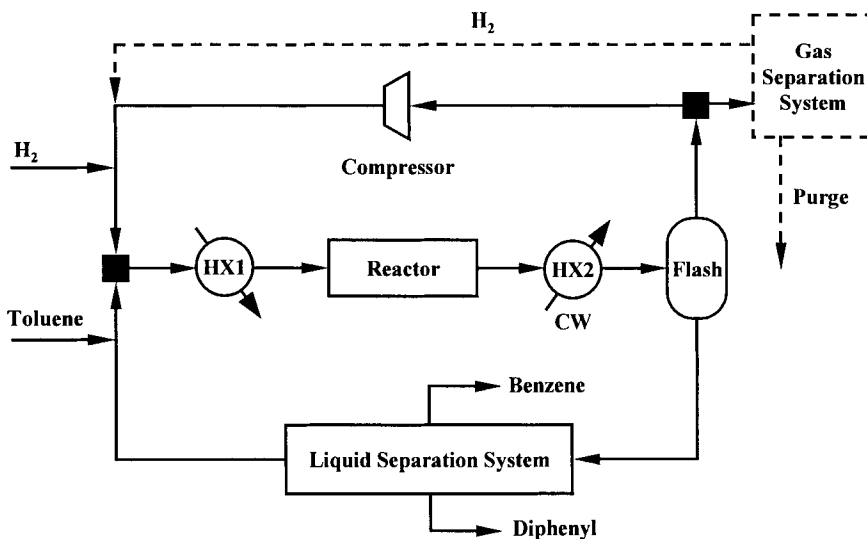 H₂
Gas
Separation
System
Compressor
H₂
Purge
HX1
Reactor
HX2
Flash
CW
Toluene
Benzene
Liquid Separation System
Diphenyl